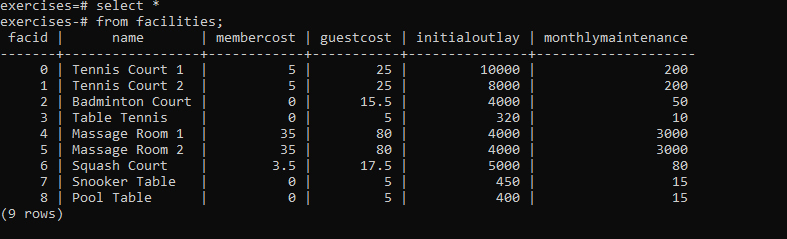 exercises=# select *
exercises-# from facilities;
 facid |      name       | membercost | guestcost | initialoutlay | monthlymaintenance
-------+-----------------+------------+-----------+---------------+--------------------
     0 | Tennis Court 1  |          5 |        25 |         10000 |                200
     1 | Tennis Court 2  |          5 |        25 |          8000 |                200
     2 | Badminton Court |          0 |      15.5 |          4000 |                 50
     3 | Table Tennis    |          0 |         5 |           320 |                 10
     4 | Massage Room 1  |         35 |        80 |          4000 |               3000
     5 | Massage Room 2  |         35 |        80 |          4000 |               3000
     6 | Squash Court    |        3.5 |      17.5 |          5000 |                 80
     7 | Snooker Table   |          0 |         5 |           450 |                 15
     8 | Pool Table      |          0 |         5 |           400 |                 15
(9 rows)